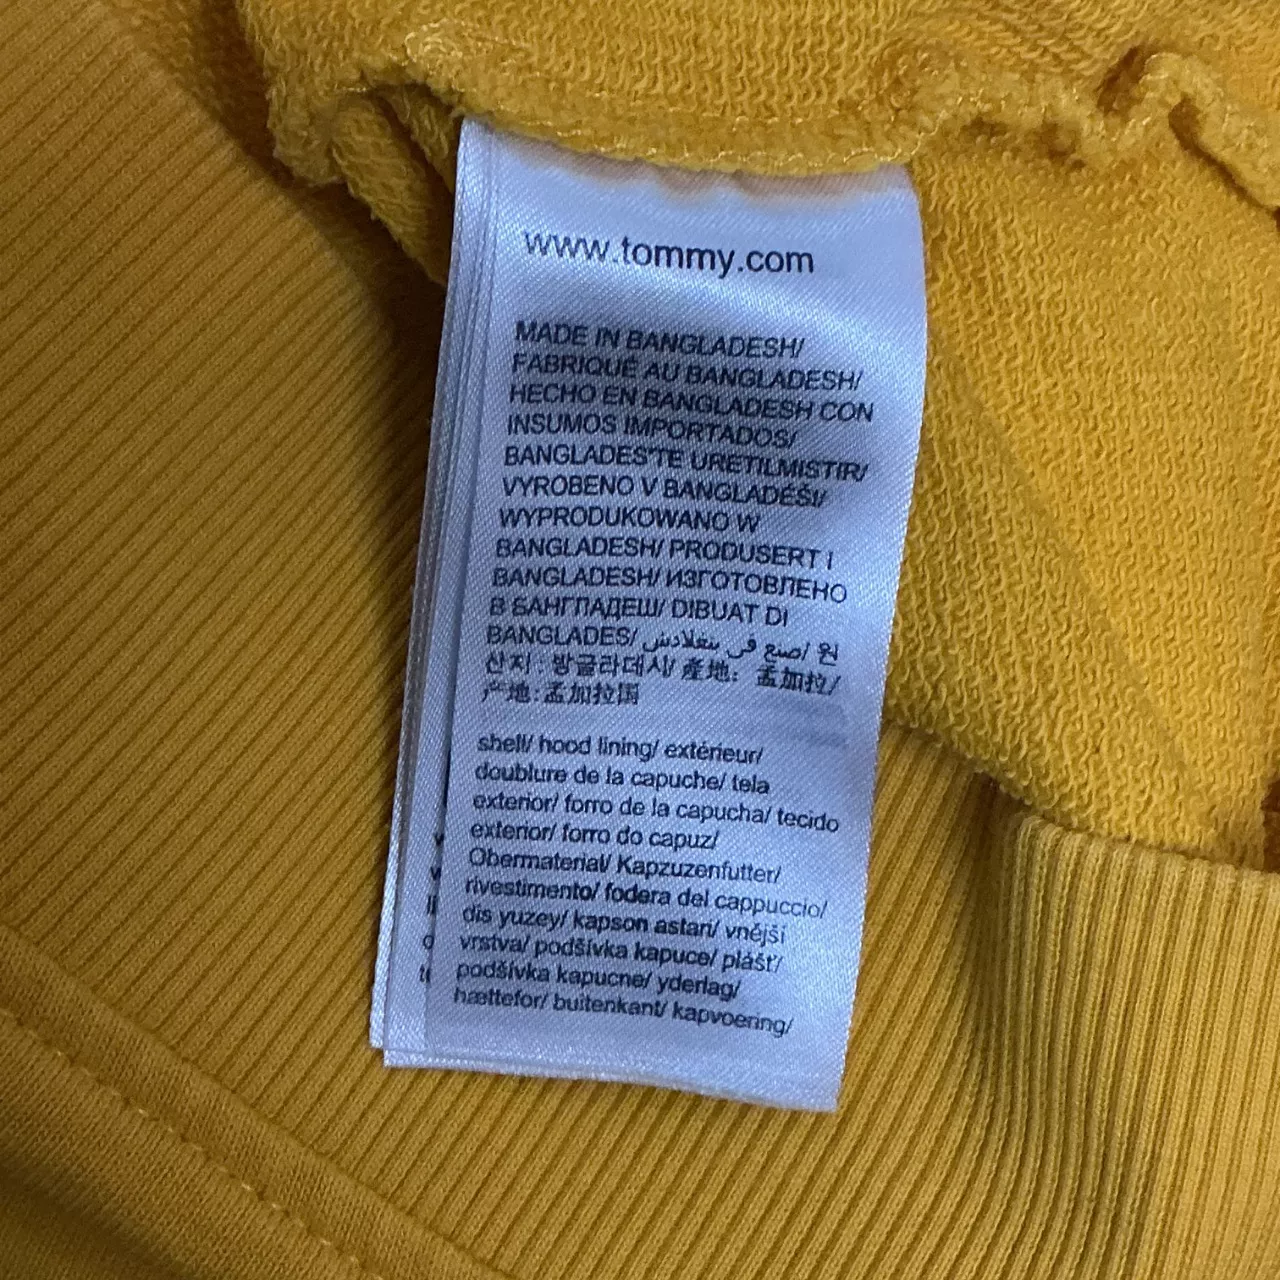 www.tommy.com
MADE IN BANGLADESH/
FABRIQUÉ AU BANGLADESH/
HECHO EN BANGLADESH CON
INSUMOS IMPORTADOS/
BANGLADES'TE URETILMISTIR/
VYROBENO V BANGLADÉŠI/
WYPRODUKOWANO W
BANGLADESH/ PRODUSERT I
BANGLADESH/ ИЗГОТОВЛЕНО
В БАНГЛАДЕШ/ DIBUAT DI
BANGLADES/ صنع في بنغلادش/ 원
산지: 방글라데시/ 產地: 孟加拉/
产地:孟加拉国
shell/ hood lining/ extérieur/
doublure de la capuche/ tela
exterior/ forro de la capucha/ tecido
exterior/ forro do capuz/
Obermaterial/ Kapzuzenfutter/
rivestimento/ fodera del cappuccio/
dis yuzey/ kapson astari/ vnější
vrstva/ podšívka kapuce/ plášť/
podšívka kapucne/ yderlag/
hættefor/ buitenkant/ kapvoering/